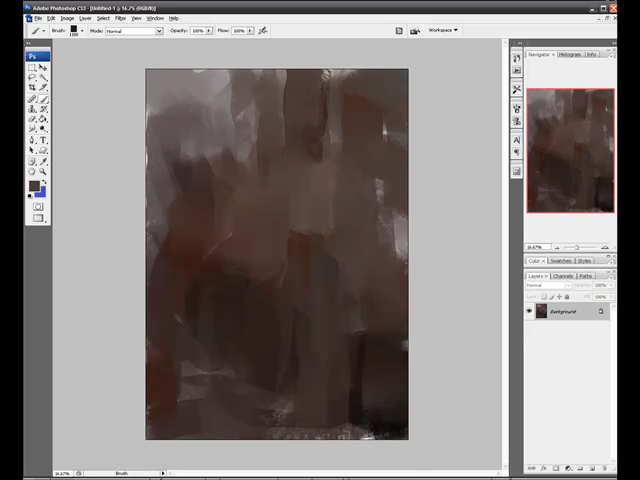 Adobe Photoshop CS3 - [Untitled-1 @ 16.7% (RGB/8)]
File Edit Image Layer Select Filter View Window Help
Brush: Mode: Normal Opacity: 100% Flow: 100% Workspace
Ps
Navigator Histogram Info
16.67%
Color Swatches Styles
Layers Channels Paths
Normal Opacity: 100%
Lock: Fill: 100%
Background
16.67% Brush